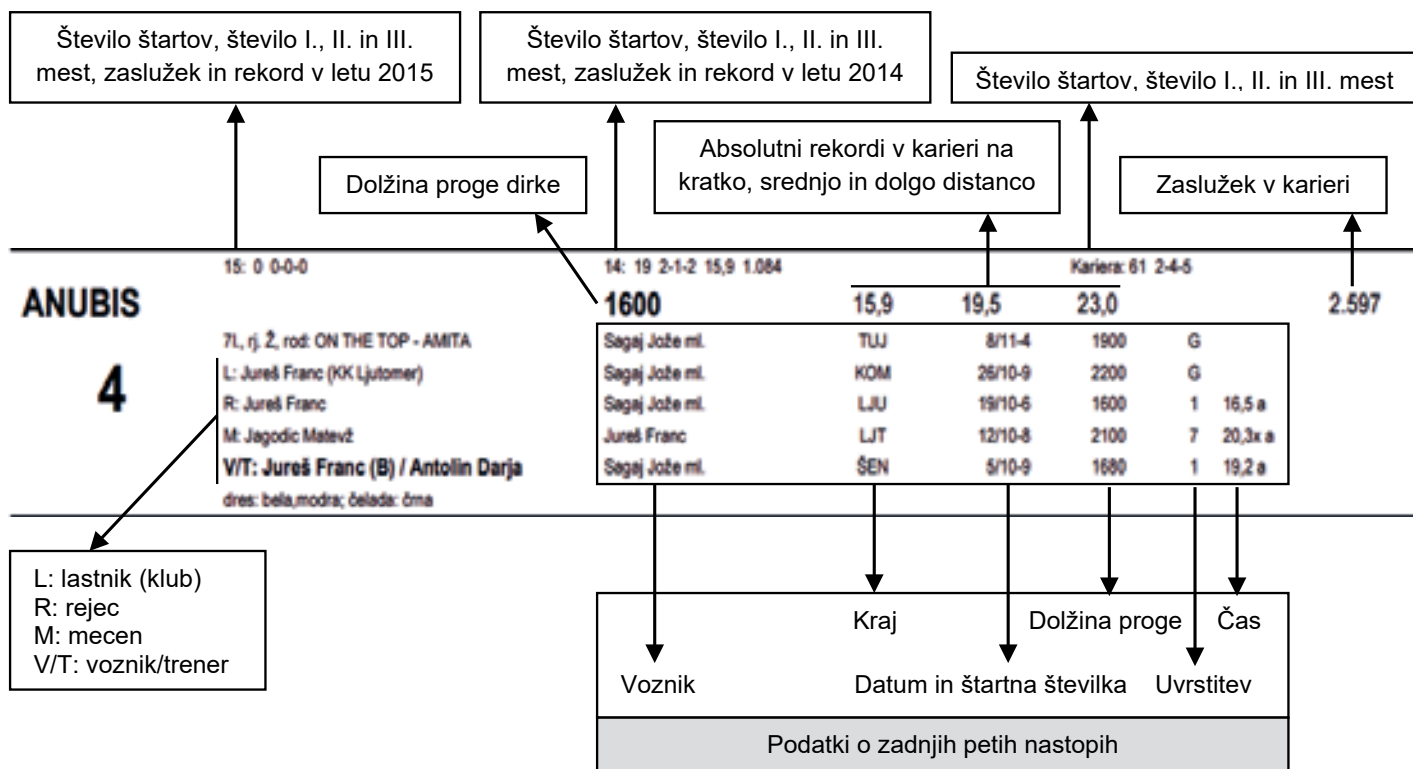 Število štartov, število I., II. in III.
mest, zaslužek in rekord v letu 2015
Število štartov, število I., II. in III.
mest, zaslužek in rekord v letu 2014
Število štartov, število I., II. in III. mest
Dolžina proge dirke
Absolutni rekordi v karieri na
kratko, srednjo in dolgo distanco
Zaslužek v karieri
15: 0 0-0-0
14: 19 2-1-2 15,9 1.084
Kariera: 61 2-4-5
ANUBIS
1600 15,9 19,5 23,0 2.597
4
7l., rj. Ž, rod: ON THE TOP - AMITA
L: Jureš Franc (KK Ljutomer)
R: Jureš Franc
M: Jagodic Matevž
V/T: Jureš Franc (B) / Antolin Darja
dres: bela,modra; čelada: črna
Sagaj Jože ml. TUJ 8/11-4 1900 G
Sagaj Jože ml. KOM 26/10-9 2200 G
Sagaj Jože ml. LJU 19/10-6 1600 1 16,5 a
Jureš Franc LJT 12/10-8 2100 7 20,3x a
Sagaj Jože ml. ŠEN 5/10-9 1680 1 19,2 a
L: lastnik (klub)
R: rejec
M: mecen
V/T: voznik/trener
Kraj Dolžina proge Čas
Voznik Datum in štartna številka Uvrstitev
Podatki o zadnjih petih nastopih